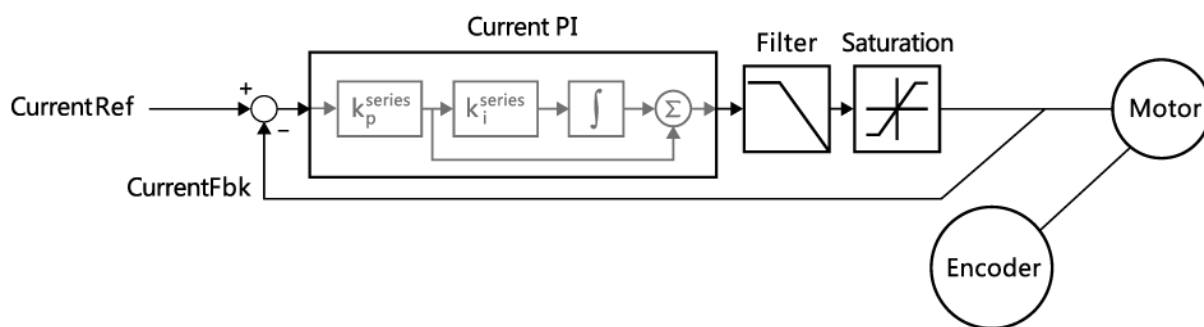 Current PI
Filter
Saturation
CurrentRef
+
−
k_p^series
k_i^series
∫
Σ
Motor
CurrentFbk
Encoder